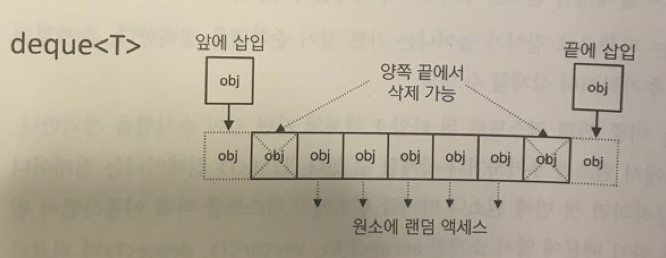 deque<T>
앞에 삽입
끝에 삽입
양쪽 끝에서
삭제 가능
obj
obj
obj obj obj obj obj obj obj obj obj
원소에 랜덤 액세스